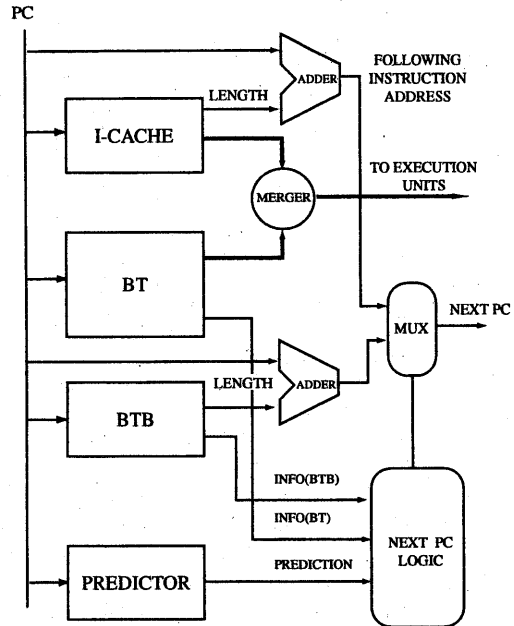 PC
ADDER
FOLLOWING
INSTRUCTION
ADDRESS
LENGTH
I-CACHE
TO EXECUTION
UNITS
MERGER
BT
NEXT PC
MUX
LENGTH
ADDER
BTB
INFO(BTB)
INFO(BT)
NEXT PC
LOGIC
PREDICTION
PREDICTOR